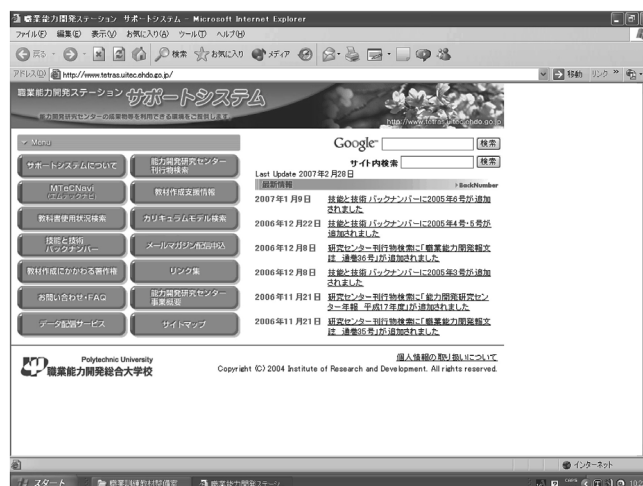 職業能力開発ステーション サポートシステム - Microsoft Internet Explorer
ファイル(F) 編集(E) 表示(V) お気に入り(A) ツール(T) ヘルプ(H)
戻る 検索 お気に入り メディア
アドレス(D) http://www.tetras.uitec.ehdo.go.jp/ 移動 リンク
職業能力開発ステーション サポートシステム
能力開発研究センターの成果物等を利用できる環境をご提供します
http://www.tetras.uitec.ehdo.go.jp
Menu
サポートシステムについて 能力開発研究センター刊行物検索
MTeCNavi (エムテックナビ) 教材作成支援情報
教科書使用状況検索 カリキュラムモデル検索
技能と技術 バックナンバー メールマガジン配信申込
教材作成にかかわる著作権 リンク集
お問い合わせ・FAQ 能力開発研究センター事業概要
データ配信サービス サイトマップ
Google 検索
サイト内検索 検索
Last Update 2007年2月28日
最新情報 BackNumber
2007年1月9日 技能と技術 バックナンバーに2005年6号が追加
されました
2006年12月22日 技能と技術 バックナンバーに2005年4号・5号が
追加されました
2006年12月8日 研究センター刊行物検索に「職業能力開発報文
誌 通巻36号」が追加されました
2006年12月8日 技能と技術 バックナンバーに2005年3号が追加
されました
2006年11月21日 研究センター刊行物検索に「能力開発研究セン
ター年報 平成17年度」が追加されました
2006年11月21日 研究センター刊行物検索に「職業能力開発報文
誌 通巻35号」が追加されました
Polytechnic University
職業能力開発総合大学校
個人情報の取り扱いについて
Copyright (C) 2004 Institute of Research and Development. All rights reserved.
インターネット
スタート 職業能力開発ステーシ